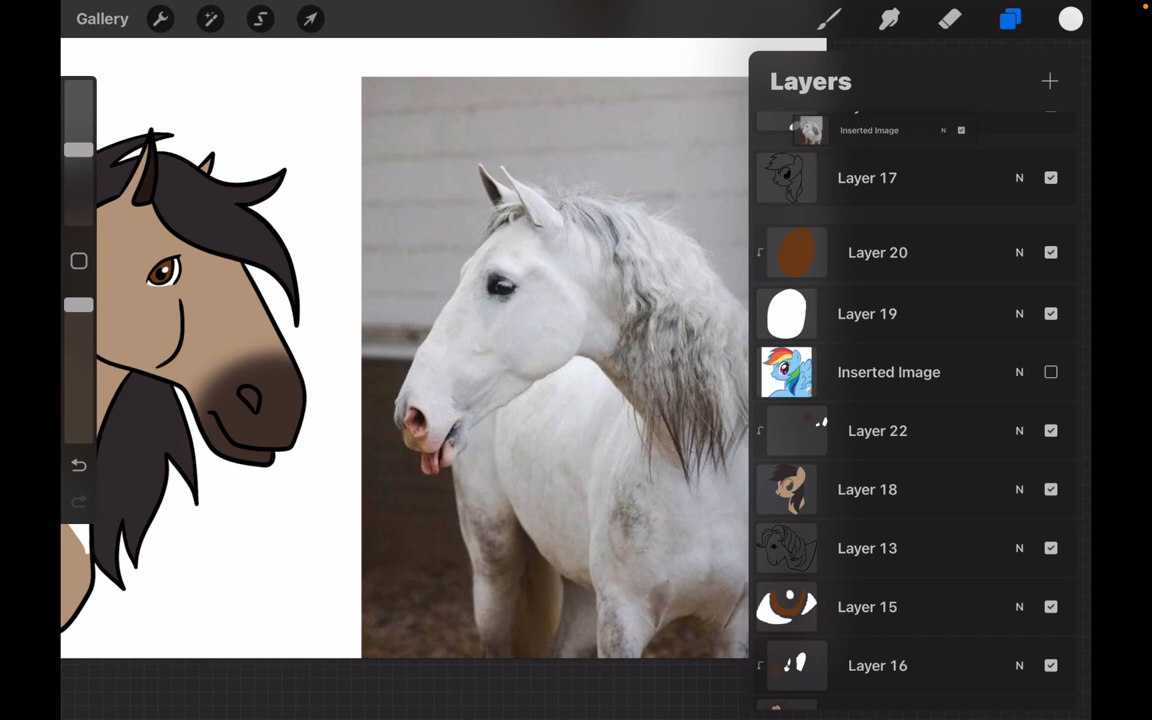 Gallery
Layers
Inserted Image N
Layer 17 N
Layer 20 N
Layer 19 N
Inserted Image N
Layer 22 N
Layer 18 N
Layer 13 N
Layer 15 N
Layer 16 N